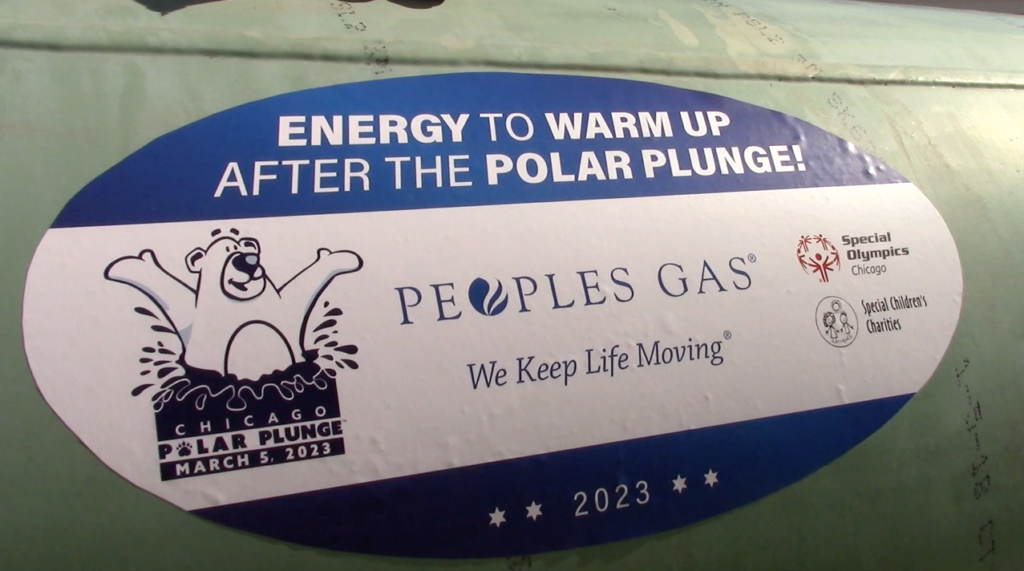 ENERGY TO WARM UP
AFTER THE POLAR PLUNGE!
PEOPLES GAS®
We Keep Life Moving®
Special
Olympics
Chicago
Special Children's
Charities
CHICAGO
POLAR PLUNGE™
MARCH 5, 2023
2023